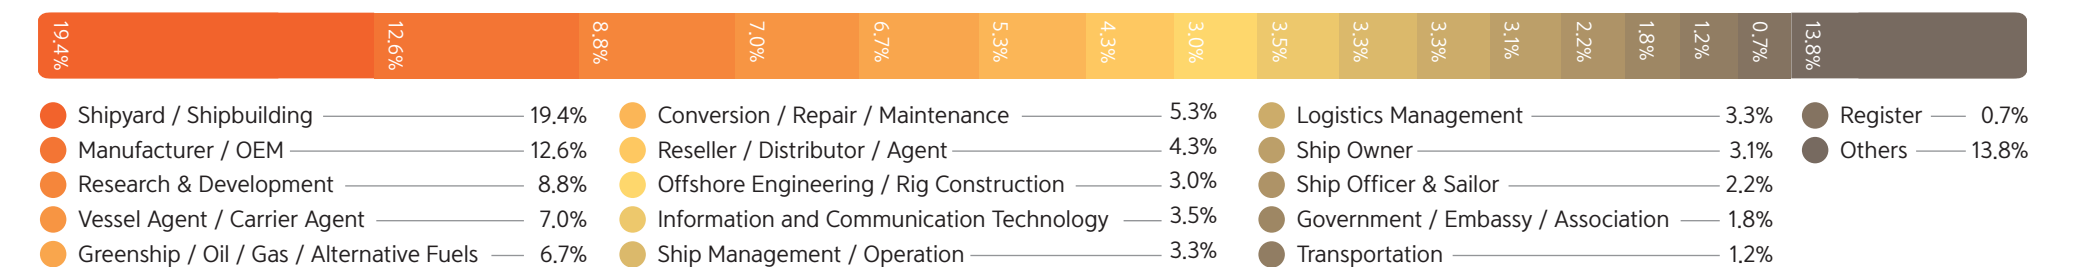 19.4% 12.6% 8.8% 7.0% 6.7% 5.3% 4.3% 3.0% 3.5% 3.3% 3.3% 3.1% 2.2% 1.8% 1.2% 0.7% 13.8%
Shipyard / Shipbuilding 19.4%
Manufacturer / OEM 12.6%
Research & Development 8.8%
Vessel Agent / Carrier Agent 7.0%
Greenship / Oil / Gas / Alternative Fuels 6.7%
Conversion / Repair / Maintenance 5.3%
Reseller / Distributor / Agent 4.3%
Offshore Engineering / Rig Construction 3.0%
Information and Communication Technology 3.5%
Ship Management / Operation 3.3%
Logistics Management 3.3%
Ship Owner 3.1%
Ship Officer & Sailor 2.2%
Government / Embassy / Association 1.8%
Transportation 1.2%
Register 0.7%
Others 13.8%